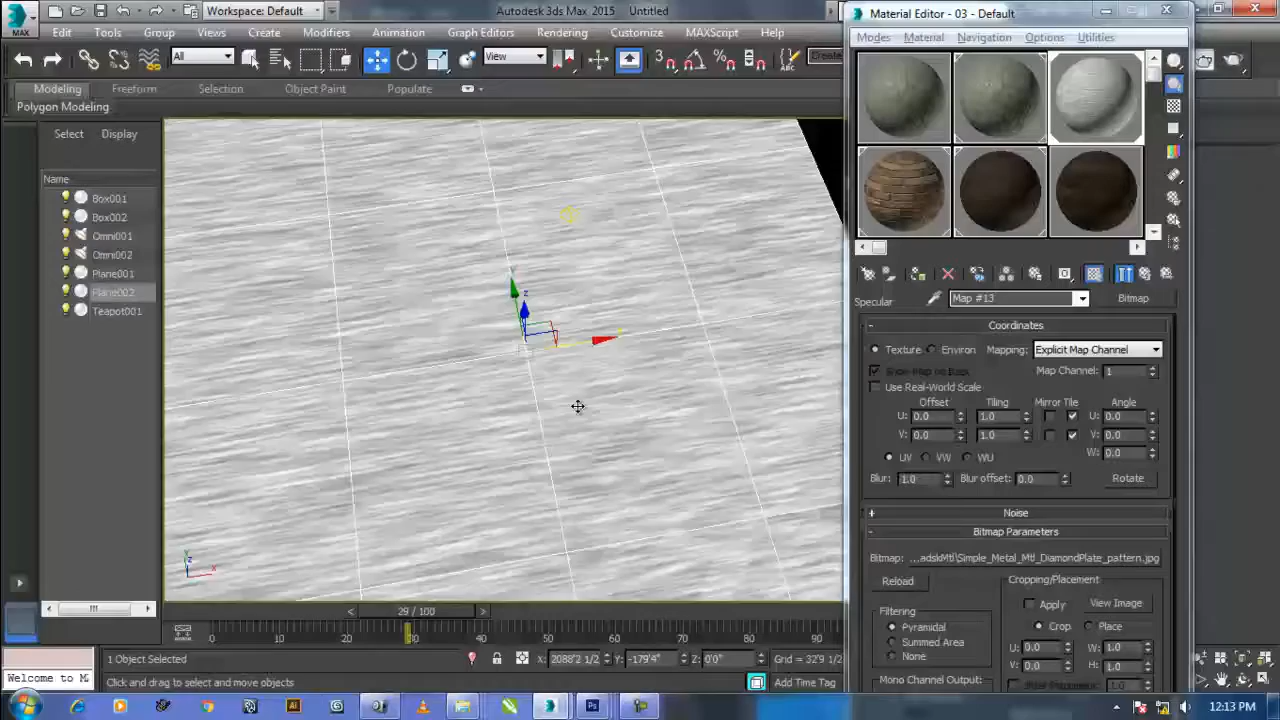 MAX
Workspace: Default
Autodesk 3ds Max 2015
Untitled
Material Editor - 03 - Default
Edit
Tools
Group
Views
Create
Modifiers
Animation
Graph Editors
Rendering
Customize
MAXScript
Help
Modes
Material
Navigation
Options
Utilities
All
View
Modeling
Freeform
Selection
Object Paint
Populate
Polygon Modeling
Select
Display
Name
Box001
Box002
Omni001
Omni002
Plane001
Plane002
Teapot001
Specular
Map #13
Bitmap
Coordinates
Texture
Environ
Mapping:
Explicit Map Channel
Show Map on Back
Map Channel: 1
Use Real-World Scale
Offset
Tiling
Mirror Tile
Angle
U: 0.0
1.0
U: 0.0
V: 0.0
1.0
V: 0.0
W: 0.0
UV
VW
WU
Blur: 1.0
Blur offset: 0.0
Rotate
Noise
Bitmap Parameters
Bitmap: ...adskMtl\Simple_Metal_Mtl_DiamondPlate_pattern.jpg
Reload
Cropping/Placement
Apply
View Image
Filtering
Pyramidal
Summed Area
None
Crop
Place
U: 0.0
W: 1.0
V: 0.0
H: 1.0
1.0
Mono Channel Output:
29 / 100
0
10
20
30
40
50
60
70
80
90
1 Object Selected
X: 2088'2 1/2
Y: -179'4"
Z: 0'0"
Grid = 32'9 1/2
Welcome to M
Click and drag to select and move objects
Add Time Tag
12:13 PM